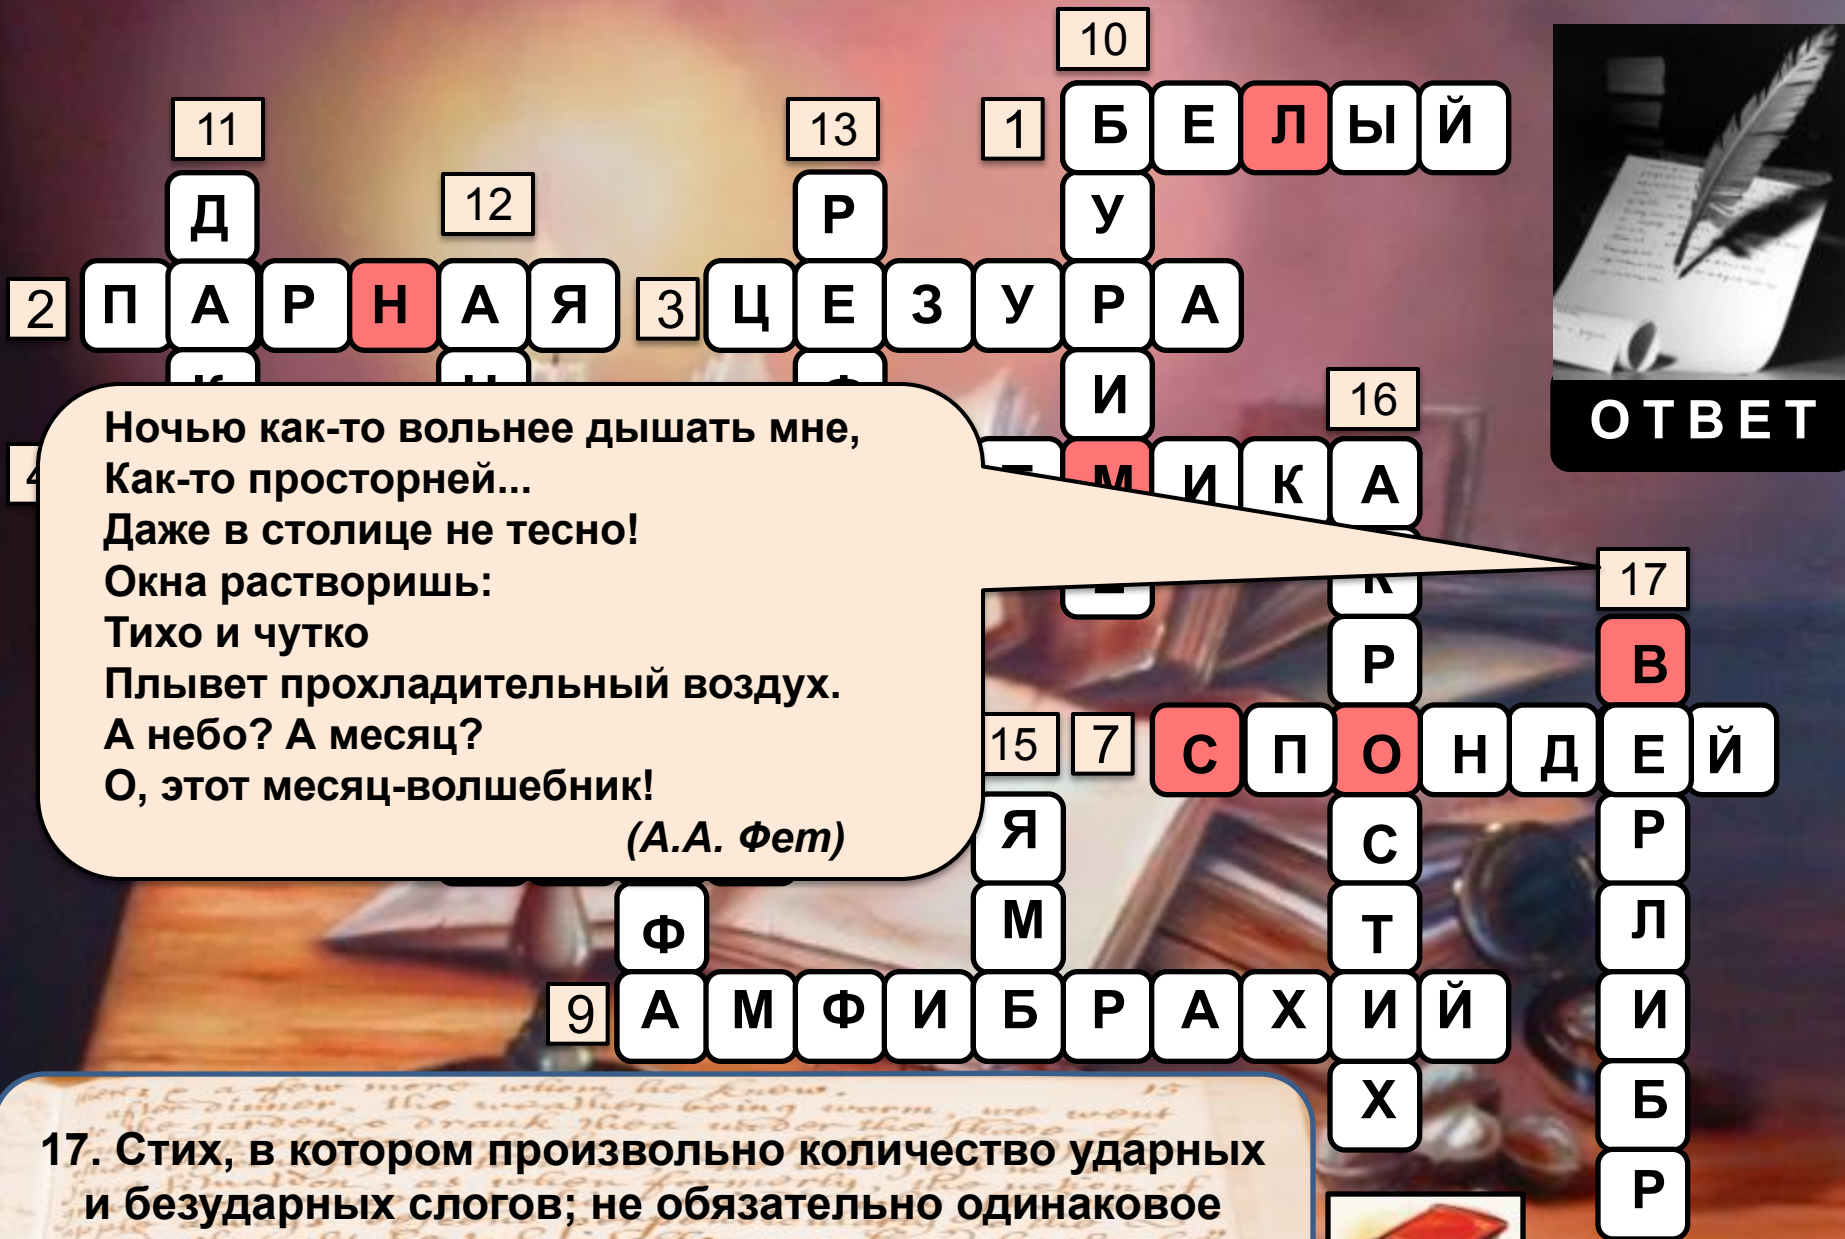 10
11
13
1 БЕЛЫЙ
12
Д
Р
У
2 ПАРНАЯ 3 ЦЕЗУРА
И
16
ОТВЕТ
Ночью как-то вольнее дышать мне,
Как-то просторней...
Даже в столице не тесно!
Окна растворишь:
Тихо и чутко
Плывет прохладительный воздух.
А небо? А месяц?
О, этот месяц-волшебник!
(А.А. Фет)
МИКА
К
17
Р
В
15 7 СПОНДЕЙ
Я
С
Р
Ф
М
Т
Л
9 АМФИБРАХИЙ
И
Х
Б
Р
17. Стих, в котором произвольно количество ударных
и безударных слогов; не обязательно одинаковое